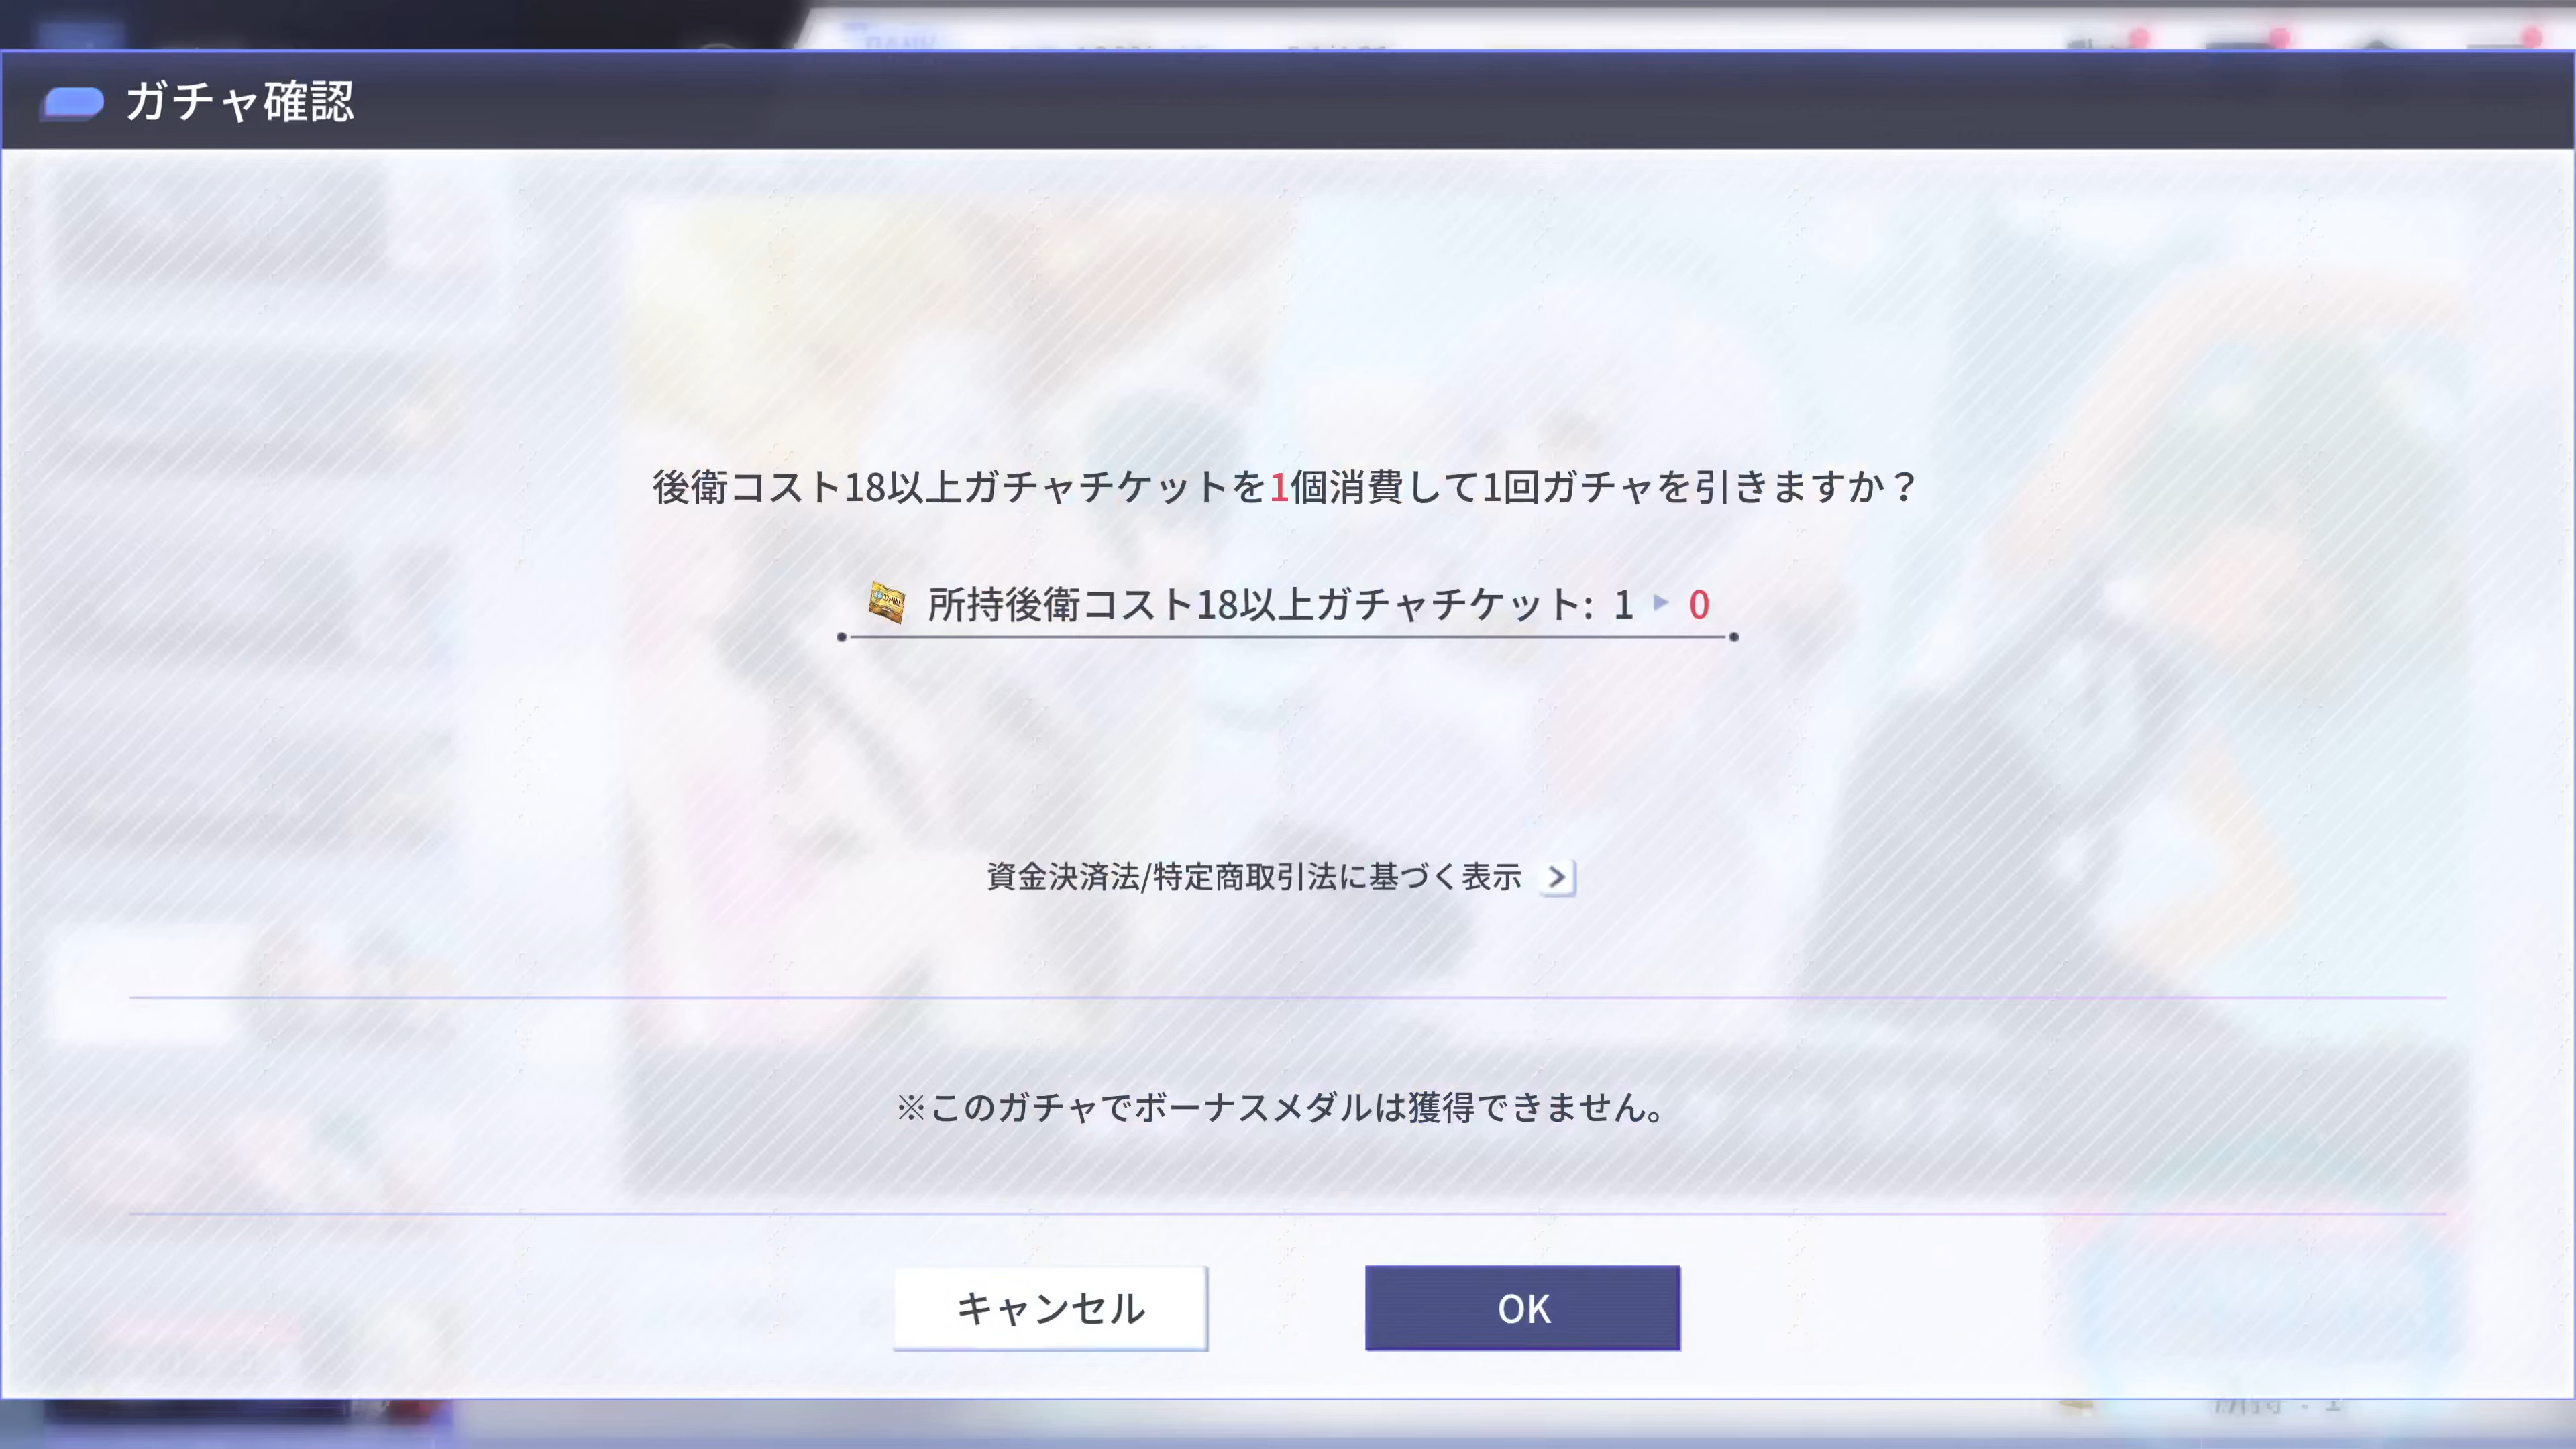 ガチャ確認
後衛コスト18以上ガチャチケットを1個消費して1回ガチャを引きますか？
所持後衛コスト18以上ガチャチケット: 1 ▶ 0
資金決済法/特定商取引法に基づく表示 >
※このガチャでボーナスメダルは獲得できません。
キャンセル
OK